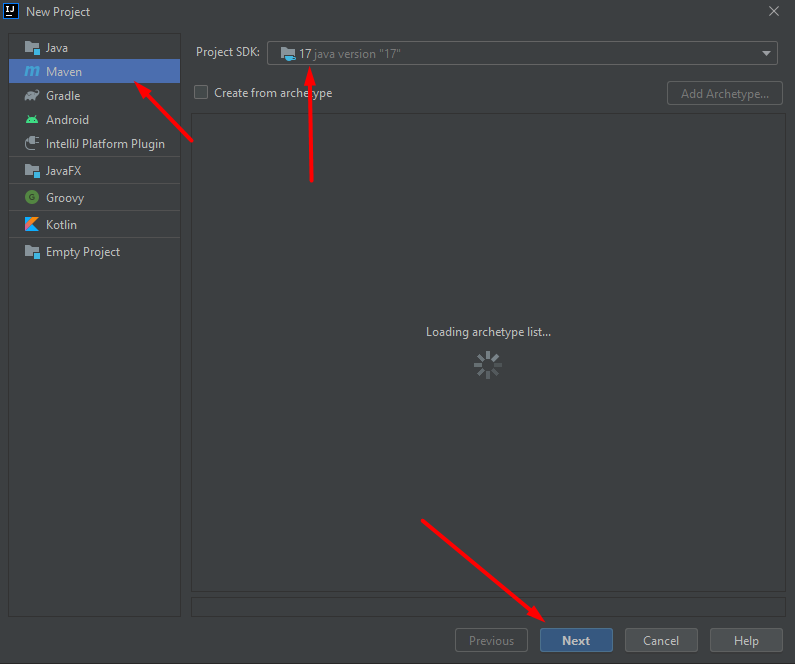 IJ
New Project
Java
Maven
Gradle
Android
IntelliJ Platform Plugin
JavaFX
Groovy
Kotlin
Empty Project
Project SDK:
17 java version "17"
Create from archetype
Add Archetype...
Loading archetype list...
Previous
Next
Cancel
Help